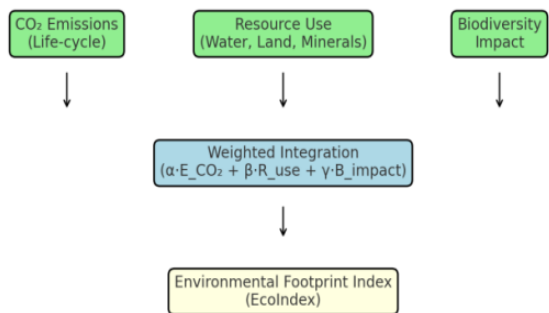 CO₂ Emissions
(Life-cycle)
Resource Use
(Water, Land, Minerals)
Biodiversity
Impact
Weighted Integration
(α·E_CO₂ + β·R_use + γ·B_impact)
Environmental Footprint Index
(EcoIndex)